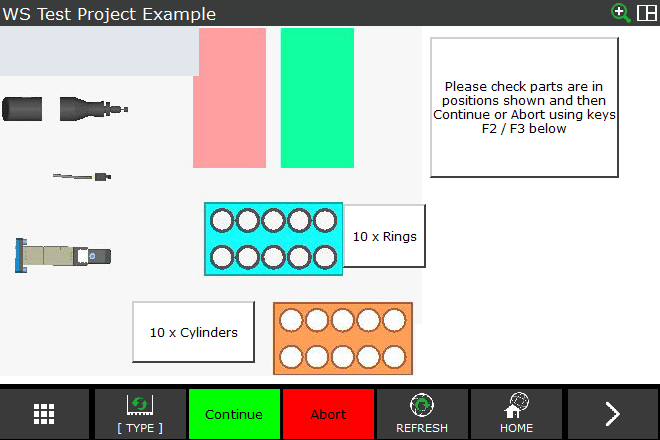 WS Test Project Example
Please check parts are in
positions shown and then
Continue or Abort using keys
F2 / F3 below
10 x Rings
10 x Cylinders
[ TYPE ]
Continue
Abort
REFRESH
HOME